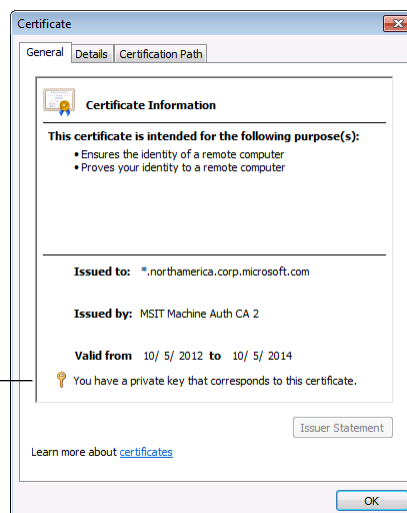 Certificate
General Details Certification Path
Certificate Information
This certificate is intended for the following purpose(s):
• Ensures the identity of a remote computer
• Proves your identity to a remote computer
Issued to: *.northamerica.corp.microsoft.com
Issued by: MSIT Machine Auth CA 2
Valid from 10/ 5/ 2012 to 10/ 5/ 2014
You have a private key that corresponds to this certificate.
Issuer Statement
Learn more about certificates
OK